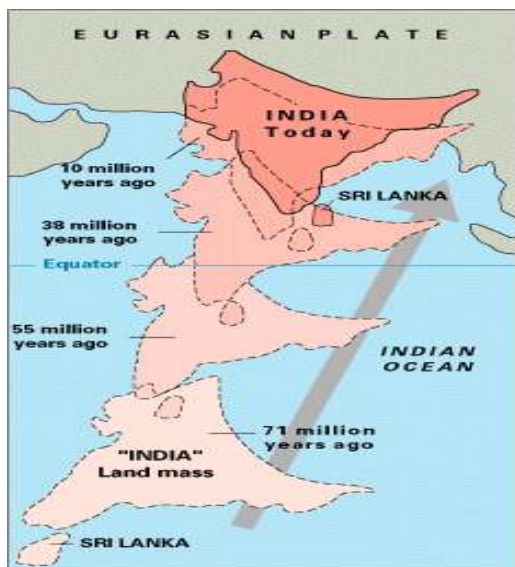 EURASIAN PLATE
INDIA
Today
10 million
years ago
SRI LANKA
38 million
years ago
Equator
55 million
years ago
INDIAN
OCEAN
71 million
years ago
"INDIA"
Land mass
SRI LANKA